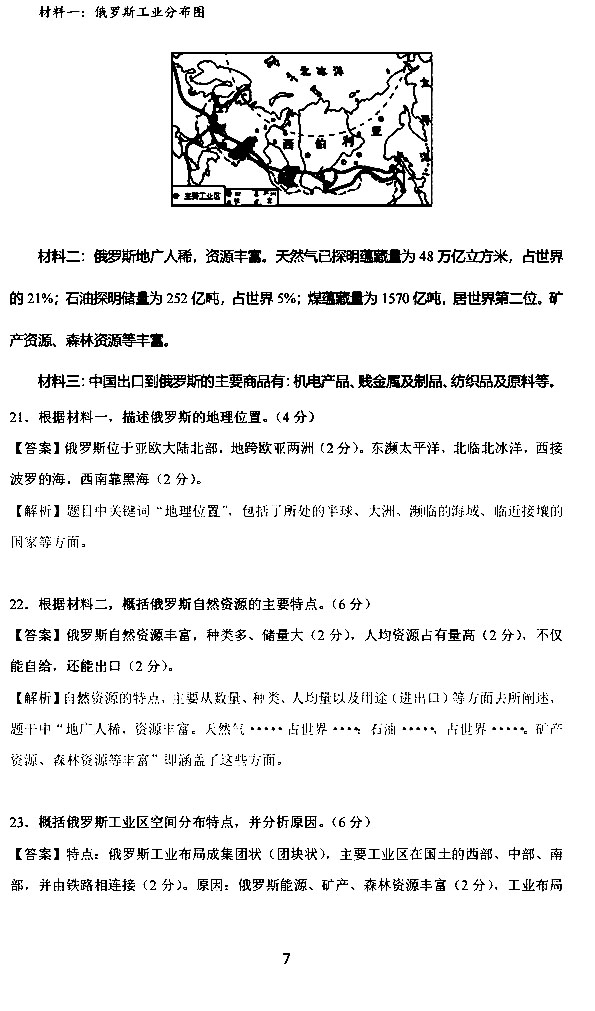 材料一：俄罗斯工业分布图
北冰洋
太
西伯利亚
主要工业区
材料二：俄罗斯地广人稀，资源丰富。天然气已探明蕴藏量为48万亿立方米，占世界
的21%；石油探明储量为252亿吨，占世界5%；煤蕴藏量为1570亿吨，居世界第二位。矿
产资源、森林资源等丰富。
材料三：中国出口到俄罗斯的主要商品有：机电产品、贱金属及制品、纺织品及原料等。
21．根据材料一，描述俄罗斯的地理位置。（4分）
【答案】俄罗斯位于亚欧大陆北部，地跨欧亚两洲（2分）。东濒太平洋，北临北冰洋，西接
波罗的海，西南靠黑海（2分）。
【解析】题目中关键词“地理位置”，包括了所处的半球、大洲、濒临的海域、临近接壤的
国家等方面。
22．根据材料二，概括俄罗斯自然资源的主要特点。（6分）
【答案】俄罗斯自然资源丰富，种类多、储量大（2分），人均资源占有量高（2分），不仅
能自给，还能出口（2分）。
【解析】自然资源的特点，主要从数量、种类、人均量以及用途（进出口）等方面去所阐述，
题干中“地广人稀，资源丰富。天然气·····占世界····；石油·····，占世界·····。矿产
资源、森林资源等丰富”即涵盖了这些方面。
23．概括俄罗斯工业区空间分布特点，并分析原因。（6分）
【答案】特点：俄罗斯工业布局成集团状（团块状），主要工业区在国土的西部、中部、南
部，并由铁路相连接（2分）。原因：俄罗斯能源、矿产、森林资源丰富（2分），工业布局
7